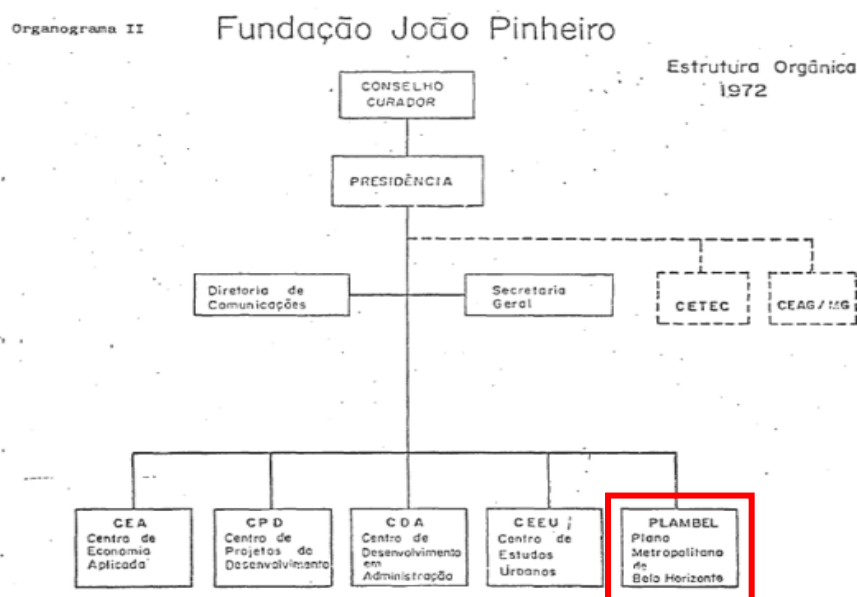 Organograma II
Fundação João Pinheiro
Estrutura Orgânica
1972
CONSELHO
CURADOR
PRESIDÊNCIA
Diretoria de
Comunicações
Secretaria
Geral
CETEC
CEAG/MG
CEA
Centro de
Economia
Aplicada
CPD
Centro de
Projetos de
Desenvolvimento
CDA
Centro de
Desenvolvimento
em
Administração
CEEU
Centro de
Estudos
Urbanos
PLAMBEL
Plano
Metropolitano
de
Belo Horizonte